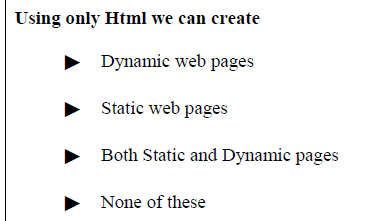 Using only Html we can create
► Dynamic web pages
► Static web pages
► Both Static and Dynamic pages
► None of these